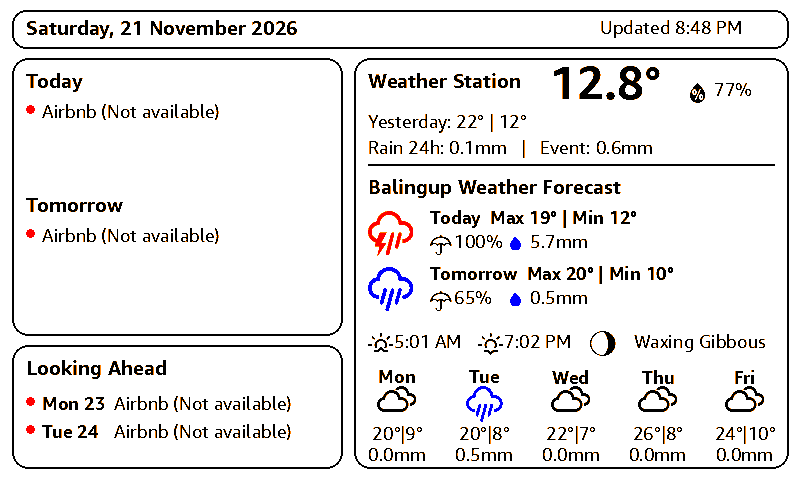 Saturday, 21 November 2026
Updated 8:48 PM
Today
Airbnb (Not available)
Tomorrow
Airbnb (Not available)
Looking Ahead
Mon 23 Airbnb (Not available)
Tue 24 Airbnb (Not available)
Weather Station 12.8° % 77%
Yesterday: 22° | 12°
Rain 24h: 0.1mm | Event: 0.6mm
Balingup Weather Forecast
Today Max 19° | Min 12°
100% 5.7mm
Tomorrow Max 20° | Min 10°
65% 0.5mm
5:01 AM 7:02 PM Waxing Gibbous
Mon Tue Wed Thu Fri
20°|9° 20°|8° 22°|7° 26°|8° 24°|10°
0.0mm 0.5mm 0.0mm 0.0mm 0.0mm